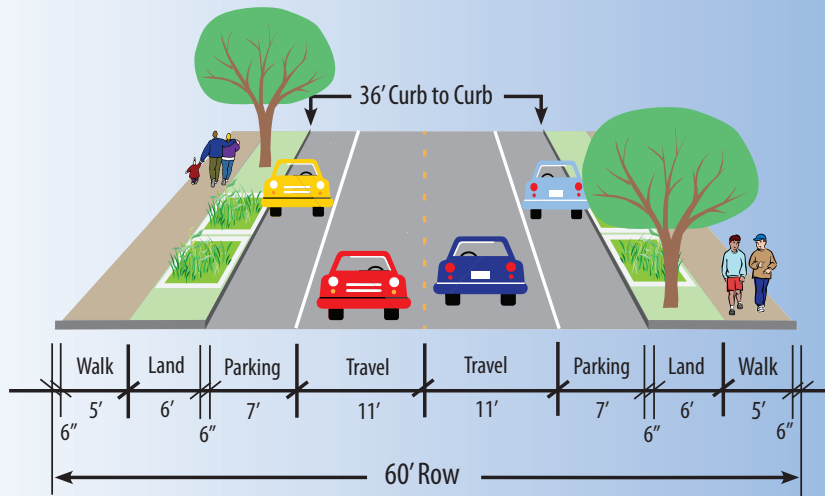 36’ Curb to Curb
Walk Land Parking Travel Travel Parking Land Walk
5’ 6’ 7’ 11’ 11’ 7’ 6’ 5’
6” 6” 6” 6”
60’ Row